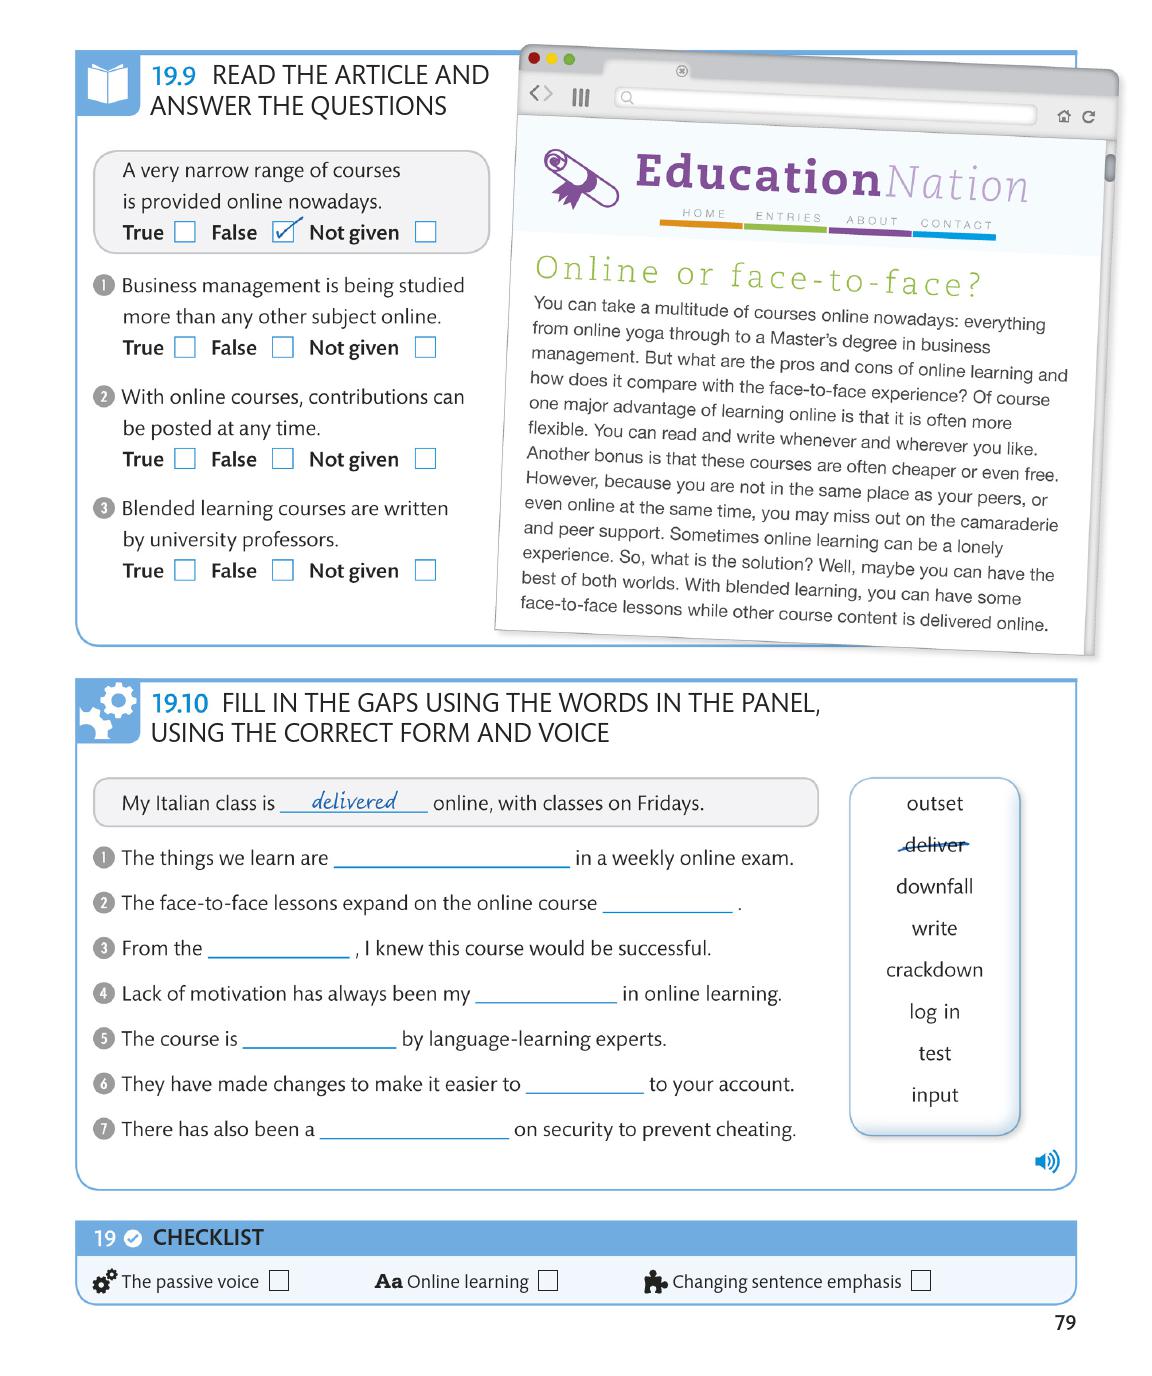 19.9 READ THE ARTICLE AND
ANSWER THE QUESTIONS
A very narrow range of courses
is provided online nowadays.
True False Not given
1 Business management is being studied
more than any other subject online.
True False Not given
2 With online courses, contributions can
be posted at any time.
True False Not given
3 Blended learning courses are written
by university professors.
True False Not given
EducationNation
HOME ENTRIES ABOUT CONTACT
Online or face-to-face?
You can take a multitude of courses online nowadays: everything
from online yoga through to a Master's degree in business
management. But what are the pros and cons of online learning and
how does it compare with the face-to-face experience? Of course
one major advantage of learning online is that it is often more
flexible. You can read and write whenever and wherever you like.
Another bonus is that these courses are often cheaper or even free.
However, because you are not in the same place as your peers, or
even online at the same time, you may miss out on the camaraderie
and peer support. Sometimes online learning can be a lonely
experience. So, what is the solution? Well, maybe you can have the
best of both worlds. With blended learning, you can have some
face-to-face lessons while other course content is delivered online.
19.10 FILL IN THE GAPS USING THE WORDS IN THE PANEL,
USING THE CORRECT FORM AND VOICE
My Italian class is delivered online, with classes on Fridays.
1 The things we learn are in a weekly online exam.
2 The face-to-face lessons expand on the online course .
3 From the , I knew this course would be successful.
4 Lack of motivation has always been my in online learning.
5 The course is by language-learning experts.
6 They have made changes to make it easier to to your account.
7 There has also been a on security to prevent cheating.
outset
deliver
downfall
write
crackdown
log in
test
input
19 CHECKLIST
The passive voice Aa Online learning Changing sentence emphasis
79